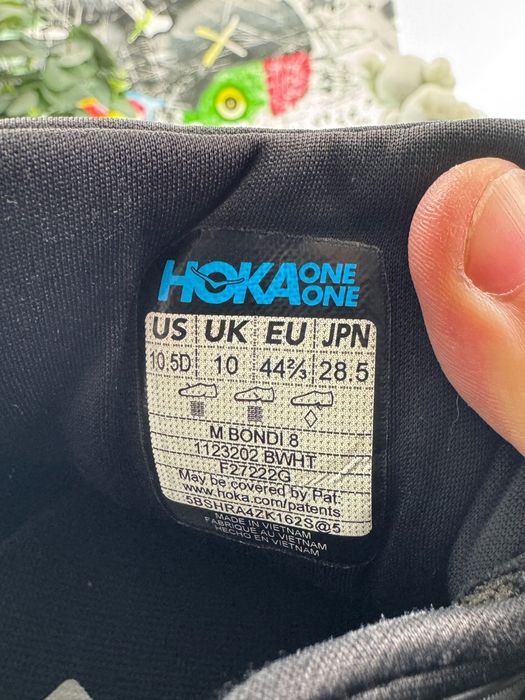 HOKA ONE ONE
US UK EU JPN
10.5D 10 44⅔ 28.5
M BONDI 8
1123202 BWHT
F27222G
May be covered by Pat.
www.hoka.com/patents
5BSHRA4ZK162S@5
MADE IN VIETNAM
FABRIQUÉ AU VIETNAM
HECHO EN VIETNAM